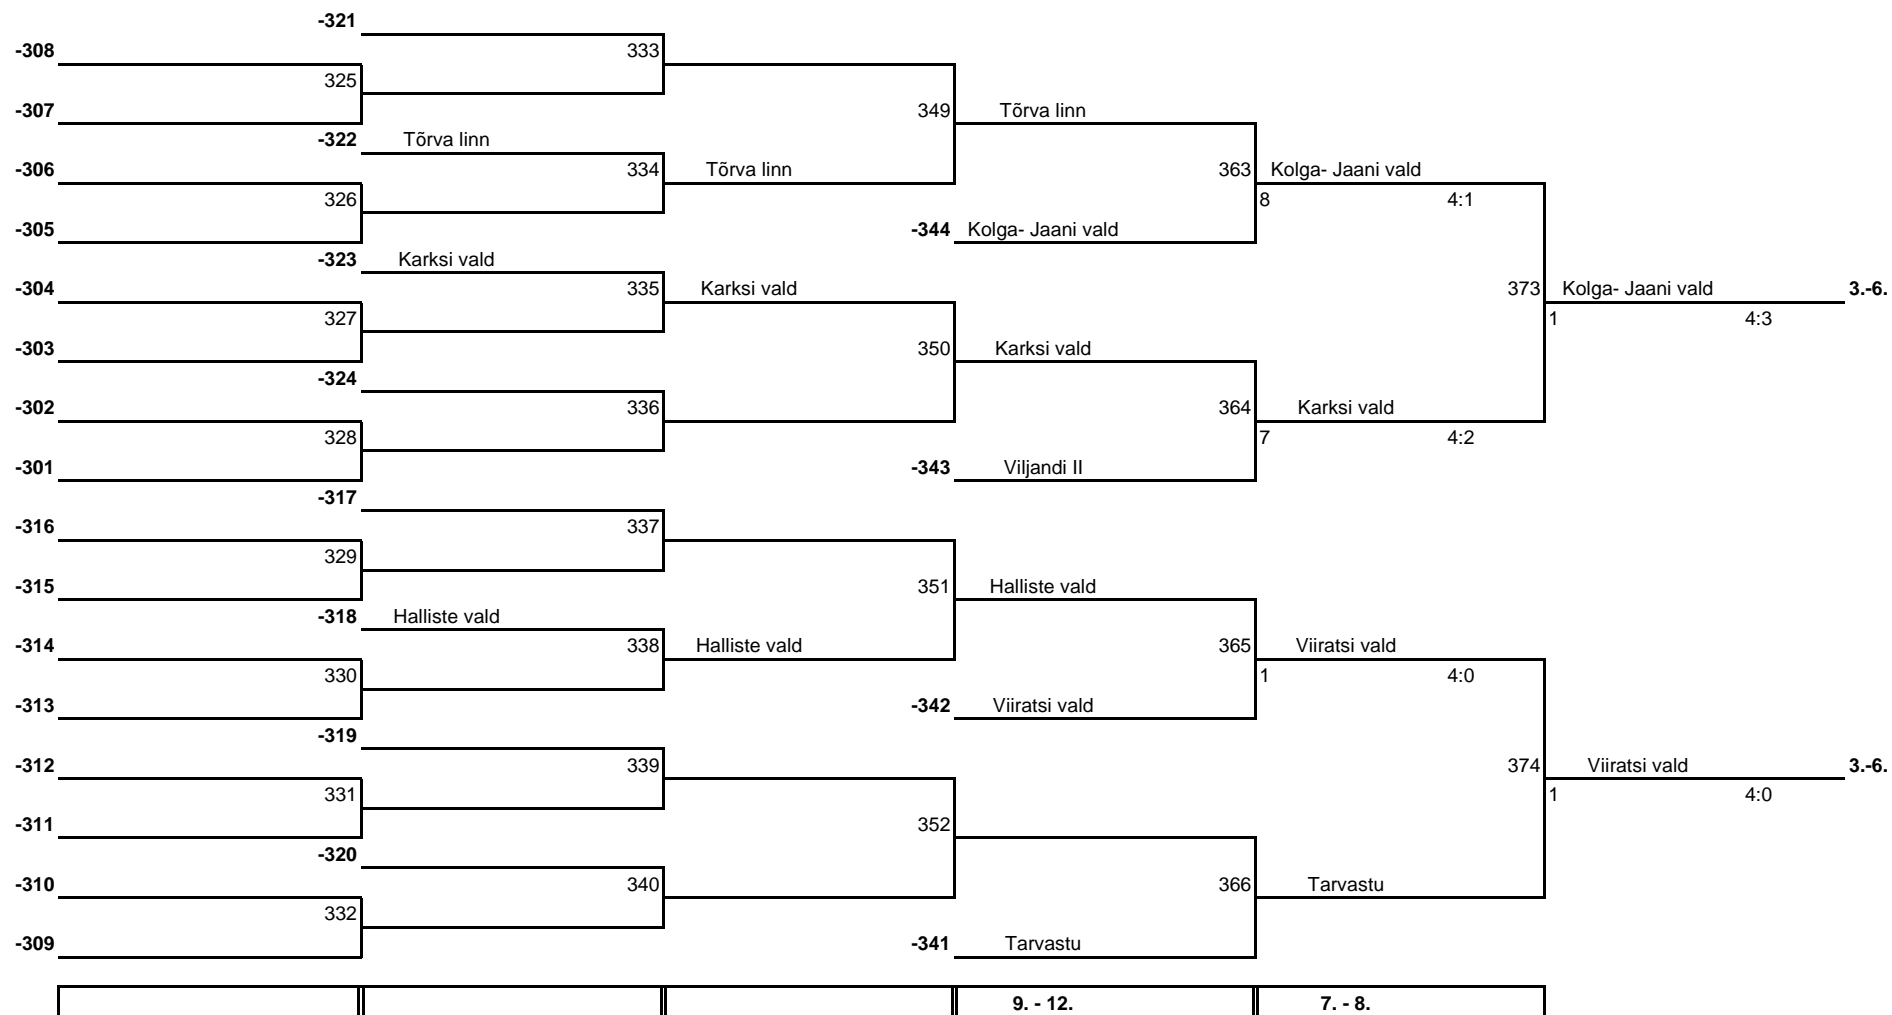 -321
-308 333
325
-307 349 Tõrva linn
-322 Tõrva linn
-306 334 Tõrva linn 363 Kolga- Jaani vald
326 8 4:1
-305 -344 Kolga- Jaani vald
-323 Karksi vald
-304 335 Karksi vald 373 Kolga- Jaani vald 3.-6.
327 1 4:3
-303 350 Karksi vald
-324
-302 336 364 Karksi vald
328 7 4:2
-301 -343 Viljandi II
-317
-316 337
329
-315 351 Halliste vald
-318 Halliste vald
-314 338 Halliste vald 365 Viiratsi vald
330 1 4:0
-313 -342 Viiratsi vald
-319
-312 339 374 Viiratsi vald 3.-6.
331 1 4:0
-311 352
-320
-310 340 366 Tarvastu
332
-309 -341 Tarvastu
9. - 12. 7. - 8.